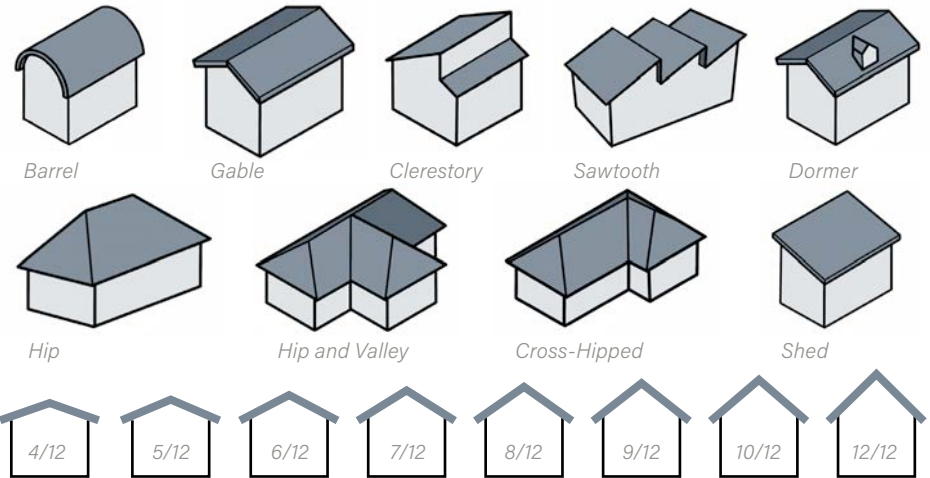 Barrel Gable Clerestory Sawtooth Dormer
Hip Hip and Valley Cross-Hipped Shed
4/12 5/12 6/12 7/12 8/12 9/12 10/12 12/12